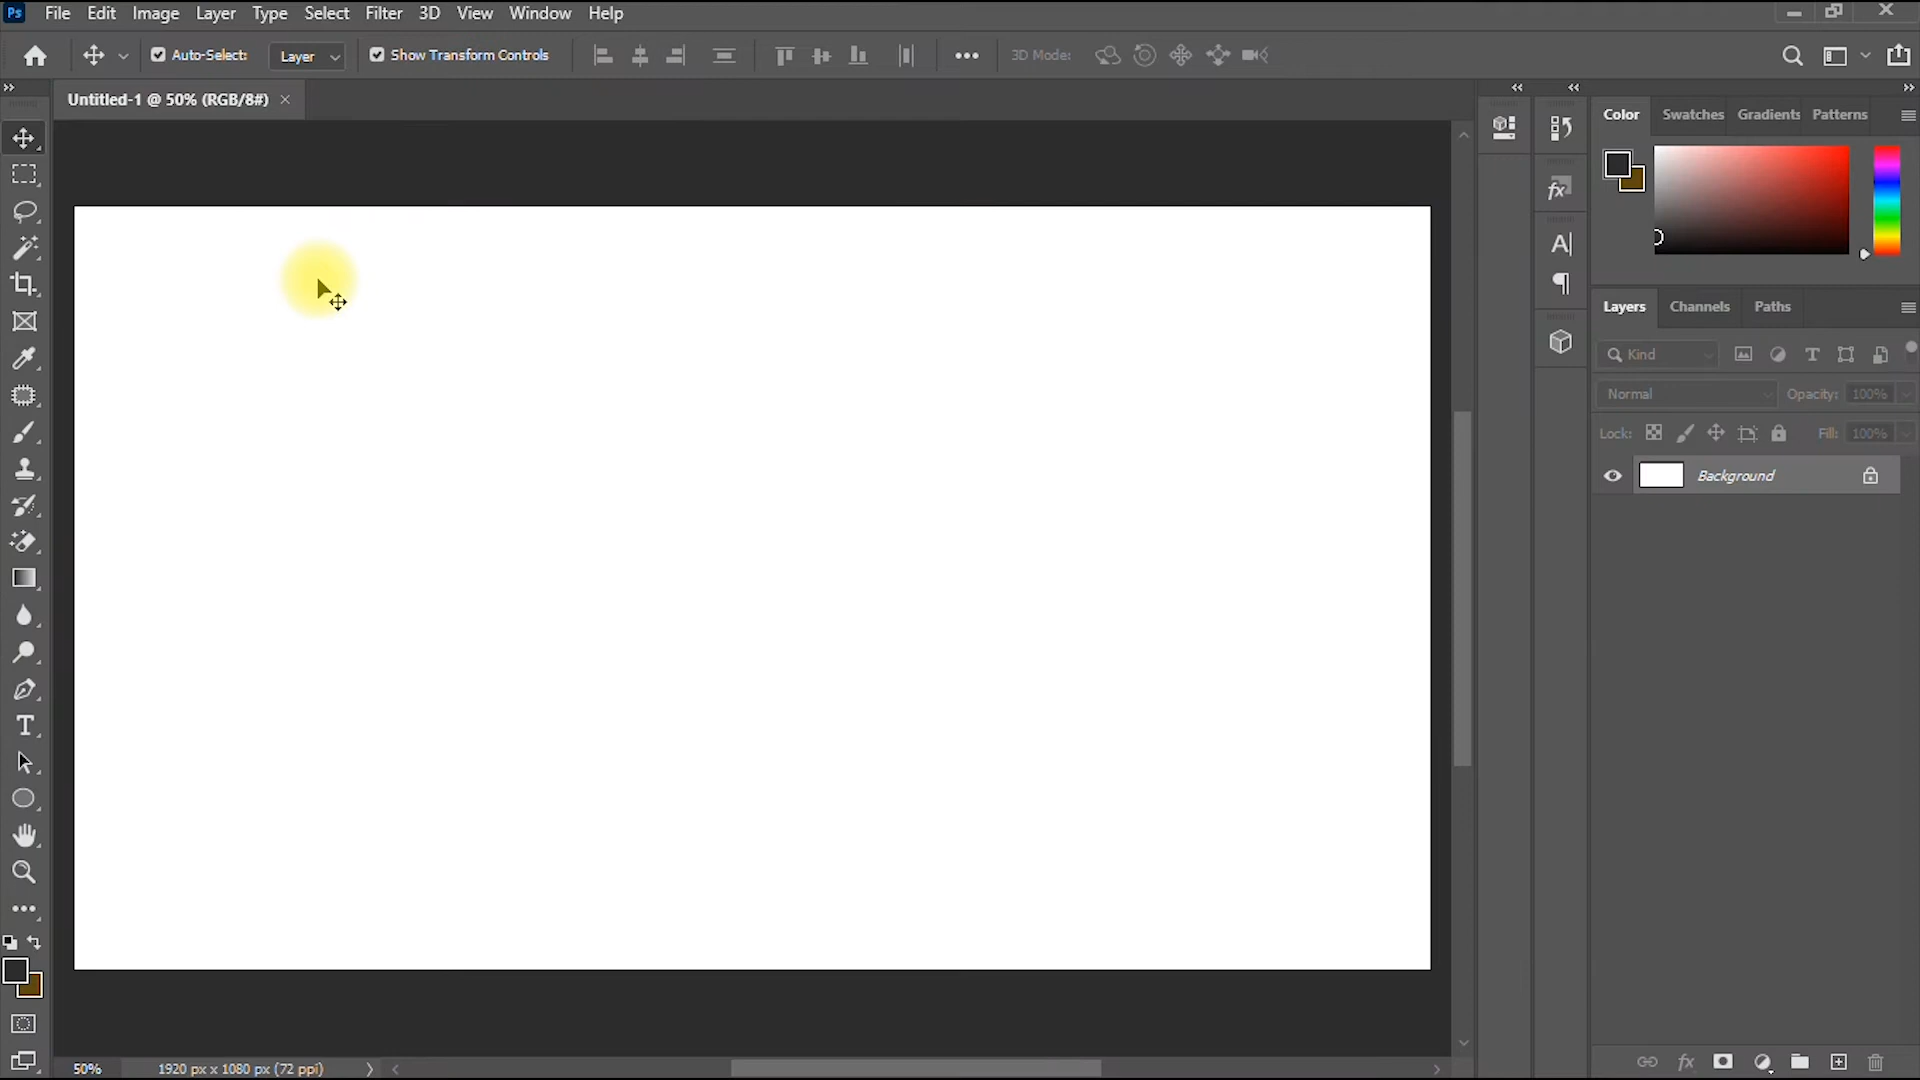 Ps File Edit Image Layer Type Select Filter 3D View Window Help
Auto-Select: Layer Show Transform Controls 3D Mode:
Untitled-1 @ 50% (RGB/8#)
Color Swatches Gradients Patterns
Layers Channels Paths
Kind
Normal Opacity: 100%
Lock: Fill: 100%
Background
50% 1920 px x 1080 px (72 ppi)